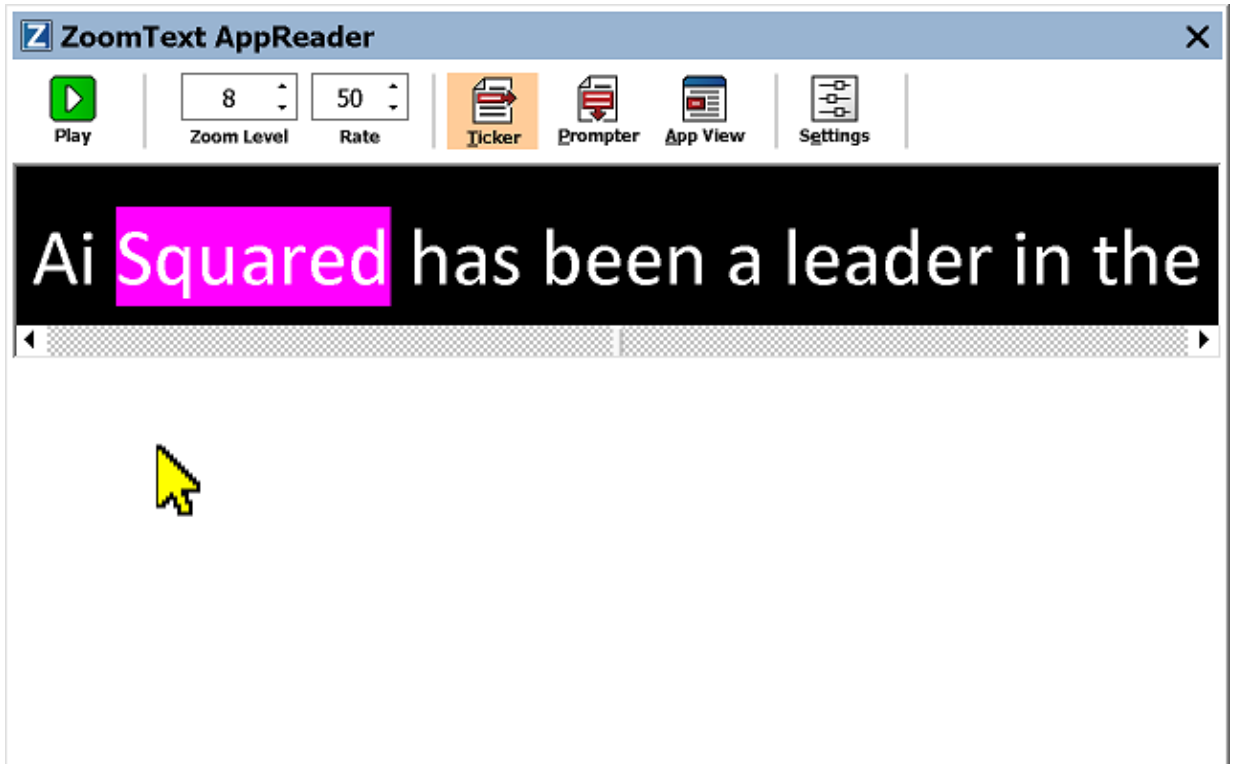 Z ZoomText AppReader
8 50
Play Zoom Level Rate Ticker Prompter App View Settings
Ai Squared has been a leader in the